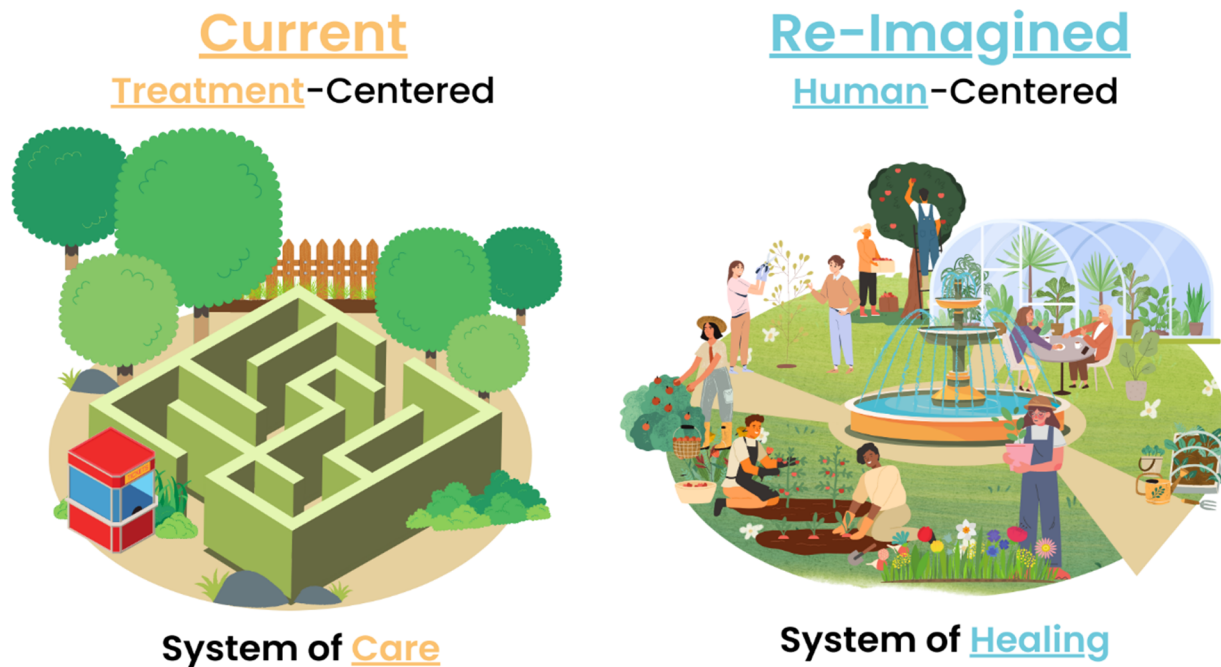 Current
Treatment-Centered
System of Care
Re-Imagined
Human-Centered
System of Healing